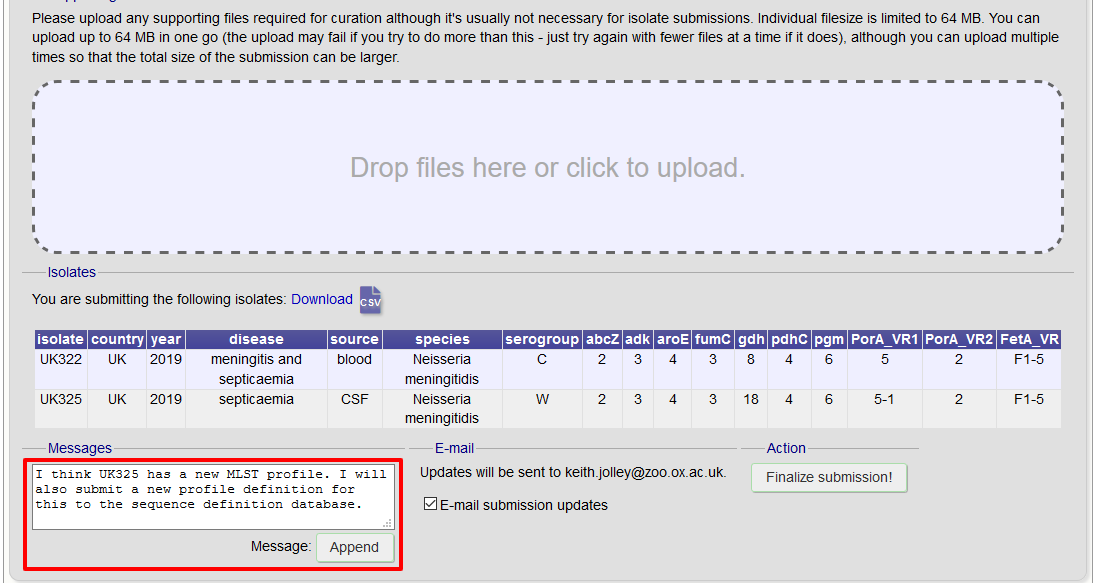 Please upload any supporting files required for curation although it's usually not necessary for isolate submissions. Individual filesize is limited to 64 MB. You can
upload up to 64 MB in one go (the upload may fail if you try to do more than this - just try again with fewer files at a time if it does), although you can upload multiple
times so that the total size of the submission can be larger.
Drop files here or click to upload.
Isolates
You are submitting the following isolates: Download CSV
isolate country year disease source species serogroup abcZ adk aroE fumC gdh pdhC pgm PorA_VR1 PorA_VR2 FetA_VR
UK322 UK 2019 meningitis and blood Neisseria C 2 3 4 3 8 4 6 5 2 F1-5
septicaemia meningitidis
UK325 UK 2019 septicaemia CSF Neisseria W 2 3 4 3 18 4 6 5-1 2 F1-5
meningitidis
Messages E-mail Action
I think UK325 has a new MLST profile. I will
also submit a new profile definition for
this to the sequence definition database.
Message: Append
Updates will be sent to keith.jolley@zoo.ox.ac.uk.
E-mail submission updates
Finalize submission!